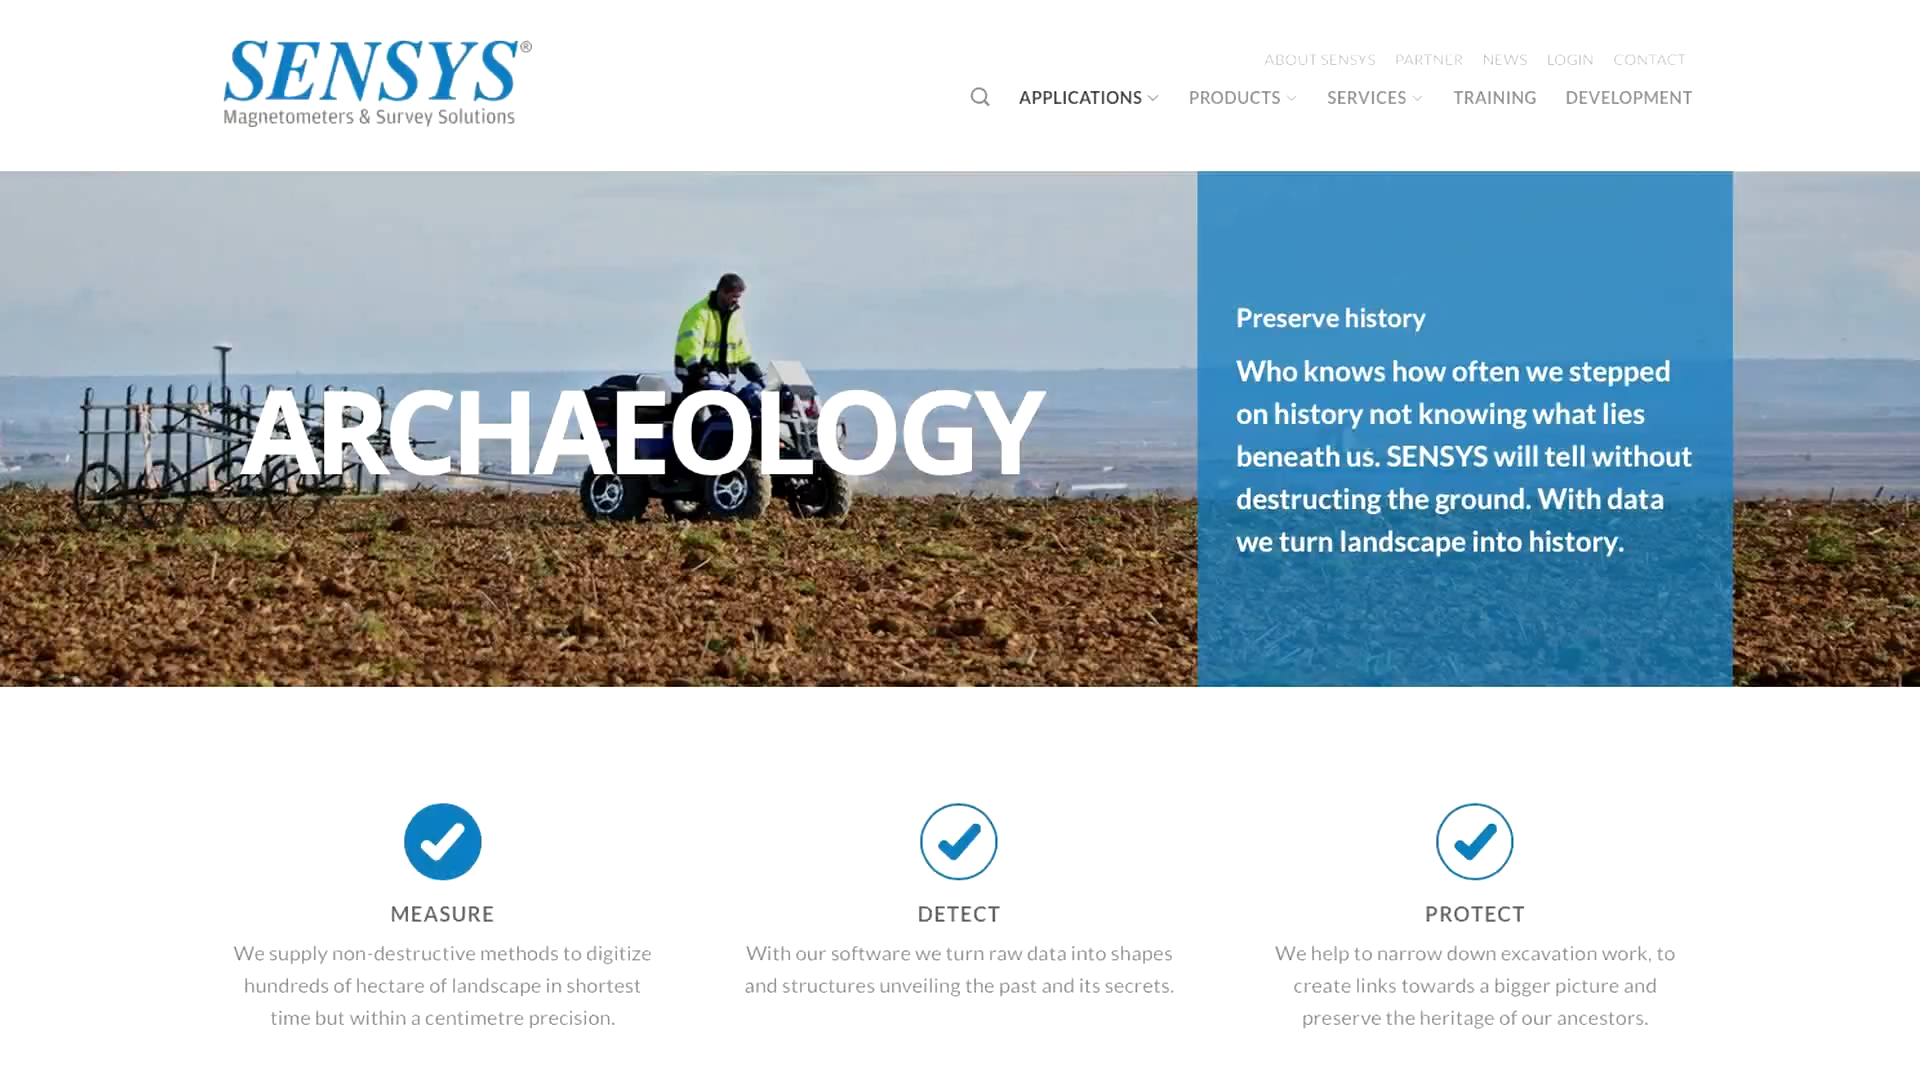 SENSYS®
Magnetometers & Survey Solutions
ABOUT SENSYS PARTNER NEWS LOGIN CONTACT
APPLICATIONS PRODUCTS SERVICES TRAINING DEVELOPMENT
ARCHAEOLOGY
Preserve history
Who knows how often we stepped
on history not knowing what lies
beneath us. SENSYS will tell without
destructing the ground. With data
we turn landscape into history.
MEASURE
We supply non-destructive methods to digitize
hundreds of hectare of landscape in shortest
time but within a centimetre precision.
DETECT
With our software we turn raw data into shapes
and structures unveiling the past and its secrets.
PROTECT
We help to narrow down excavation work, to
create links towards a bigger picture and
preserve the heritage of our ancestors.